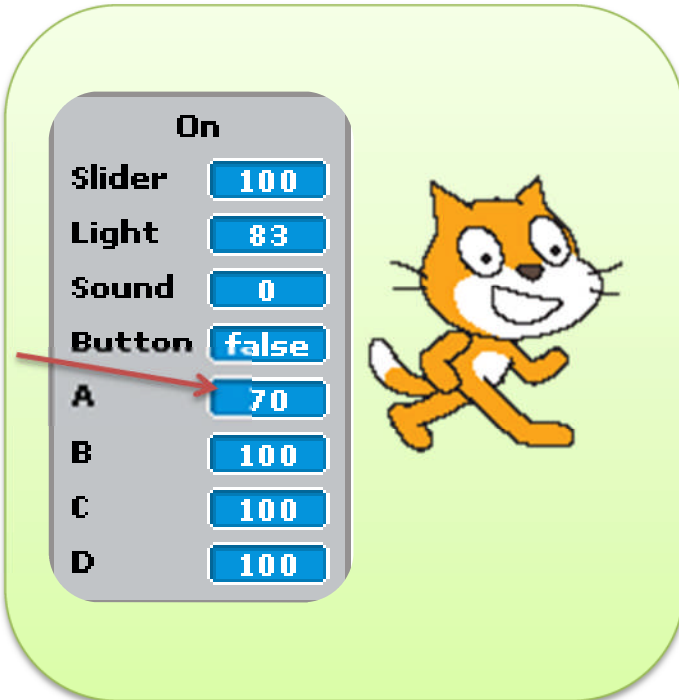 On
Slider 100
Light 83
Sound 0
Button false
A 70
B 100
C 100
D 100